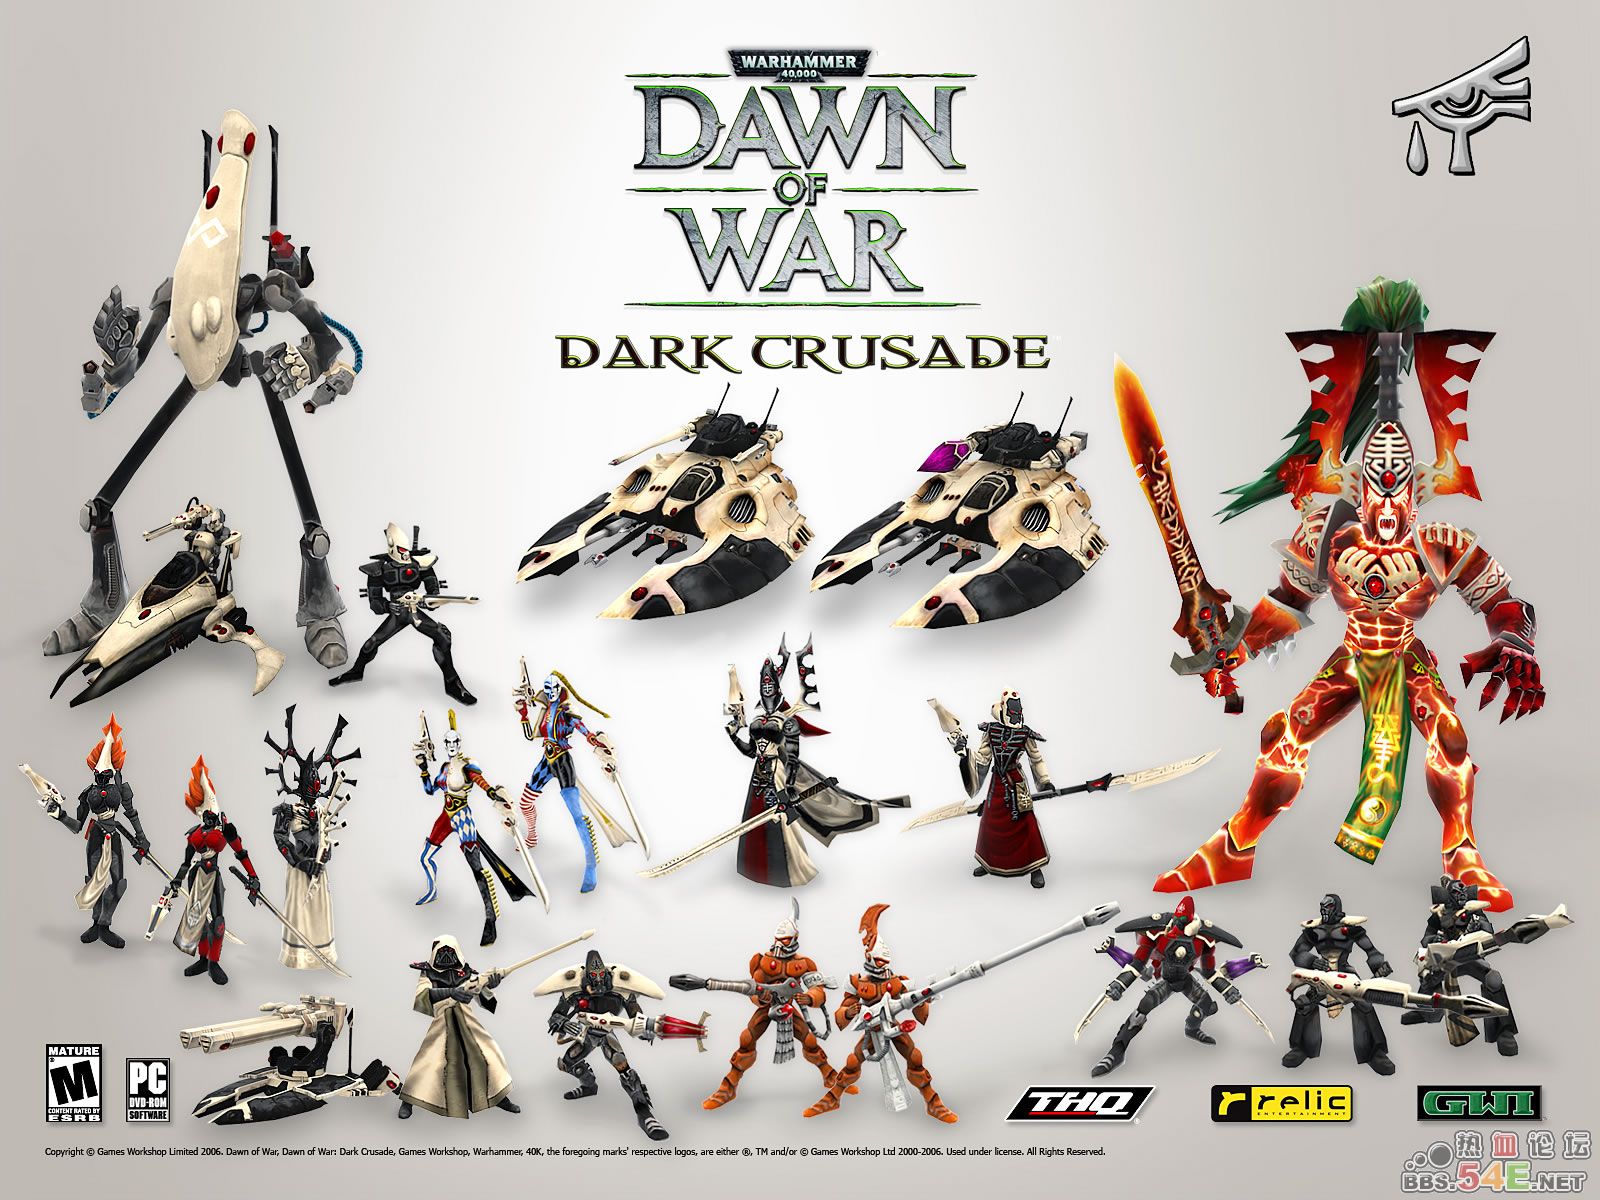 WARHAMMER
40,000
DAWN
OF
WAR
DARK CRUSADE
MATURE
M
CONTENT RATED BY
ESRB
PC
DVD-ROM
SOFTWARE
THQ
relic
ENTERTAINMENT
GWI
Copyright © Games Workshop Limited 2006. Dawn of War, Dawn of War: Dark Crusade, Games Workshop, Warhammer, 40K, the foregoing marks' respective logos, are either ®, TM and/or © Games Workshop Ltd 2000-2006. Used under license. All Rights Reserved.
热血论坛
BBS.54E.NET